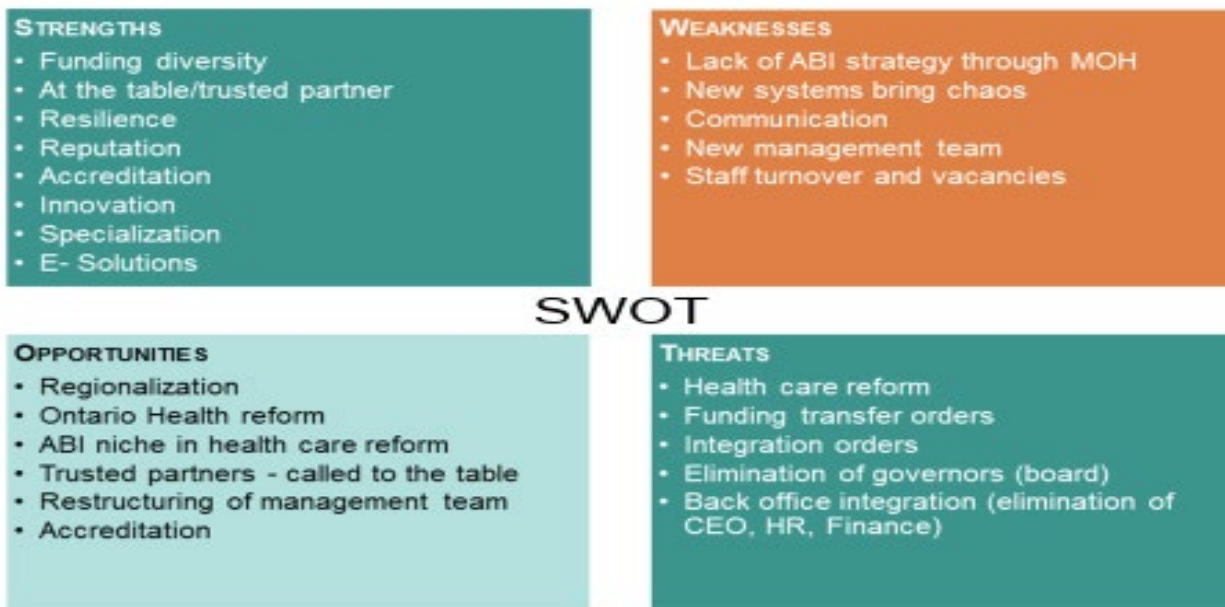 STRENGTHS
• Funding diversity
• At the table/trusted partner
• Resilience
• Reputation
• Accreditation
• Innovation
• Specialization
• E- Solutions
WEAKNESSES
• Lack of ABI strategy through MOH
• New systems bring chaos
• Communication
• New management team
• Staff turnover and vacancies
SWOT
OPPORTUNITIES
• Regionalization
• Ontario Health reform
• ABI niche in health care reform
• Trusted partners - called to the table
• Restructuring of management team
• Accreditation
THREATS
• Health care reform
• Funding transfer orders
• Integration orders
• Elimination of governors (board)
• Back office integration (elimination of
CEO, HR, Finance)